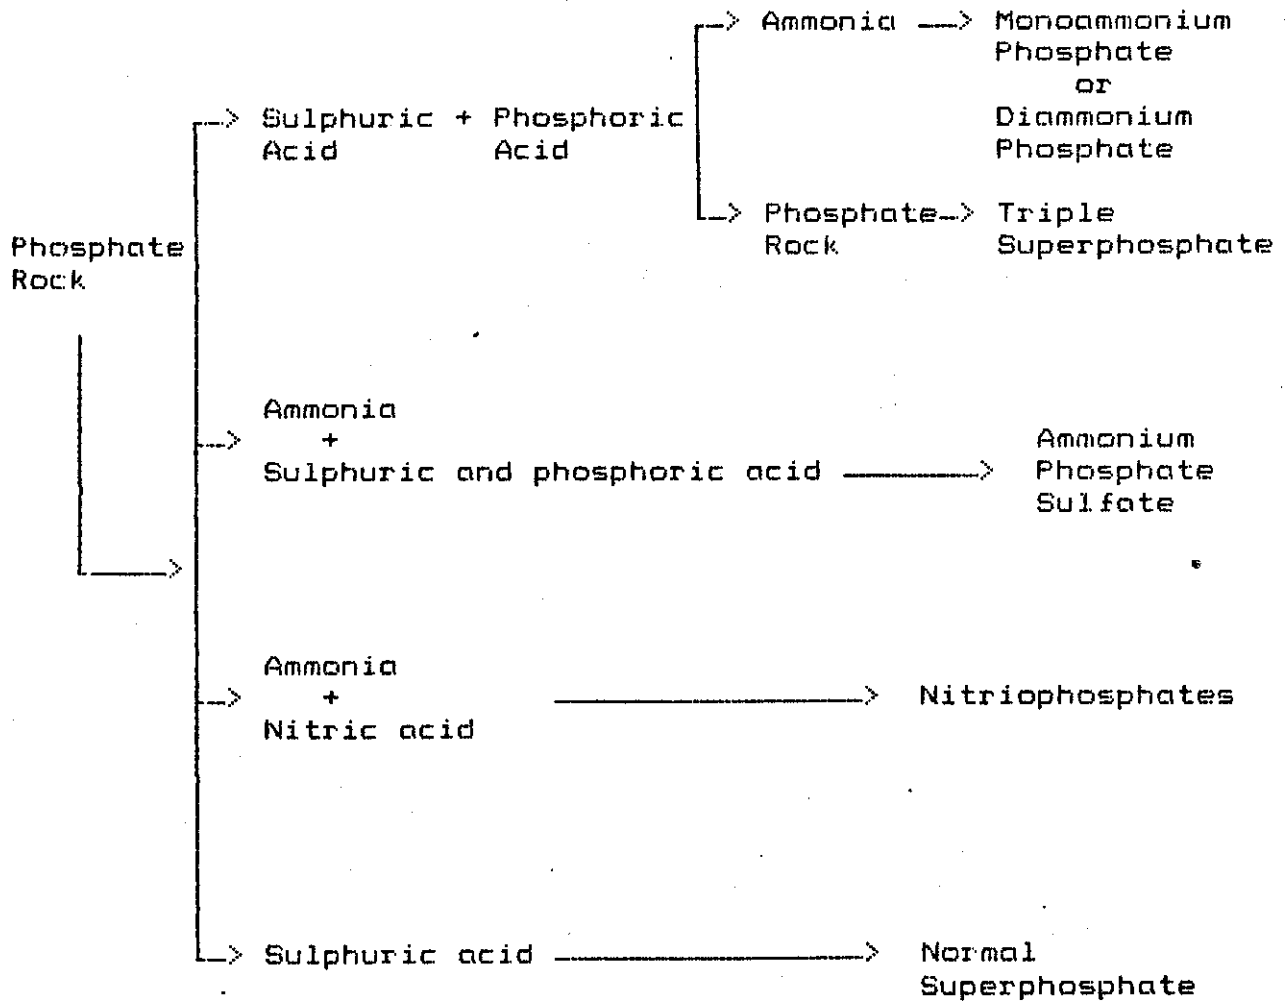 Ammonia --> Monoammonium
Phosphate
or
Diammonium
Phosphate
--> Sulphuric + Phosphoric
Acid Acid
--> Phosphate--> Triple
Rock Superphosphate
Phosphate
Rock
Ammonia
+
Sulphuric and phosphoric acid
Ammonium
Phosphate
Sulfate
Ammonia
+
Nitric acid
Nitriophosphates
Sulphuric acid
Normal
Superphosphate